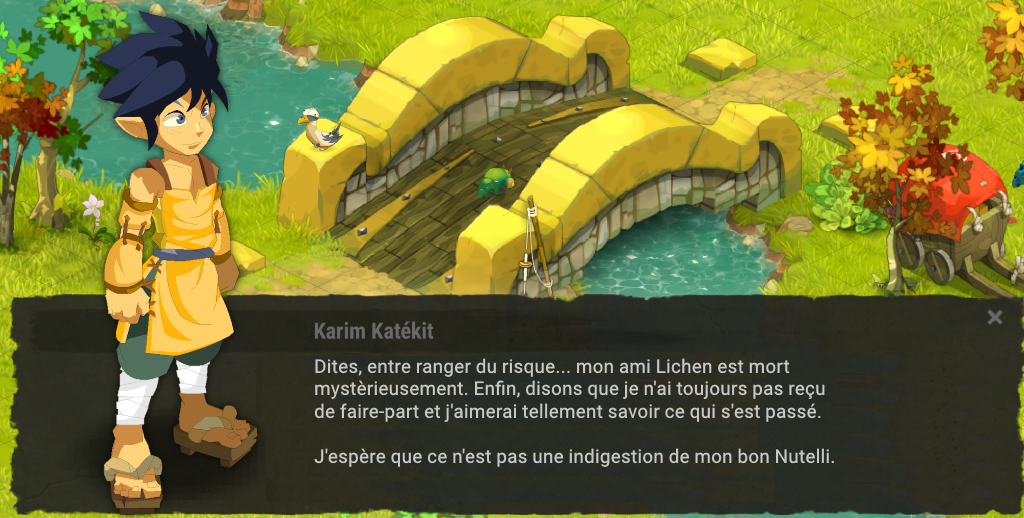 Karim Katékit
Dites, entre ranger du risque... mon ami Lichen est mort
mystèrieusement. Enfin, disons que je n'ai toujours pas reçu
de faire-part et j'aimerai tellement savoir ce qui s'est passé.
J'espère que ce n'est pas une indigestion de mon bon Nutelli.